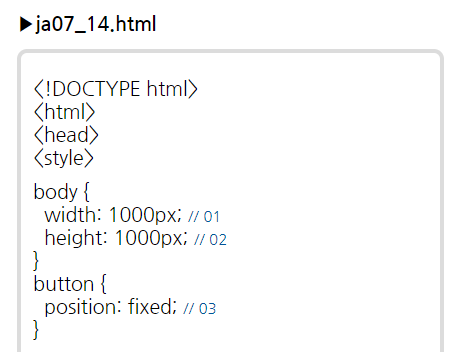 ▶ja07_14.html
<!DOCTYPE html>
<html>
<head>
<style>
body {
  width: 1000px; // 01
  height: 1000px; // 02
}
button {
  position: fixed; // 03
}